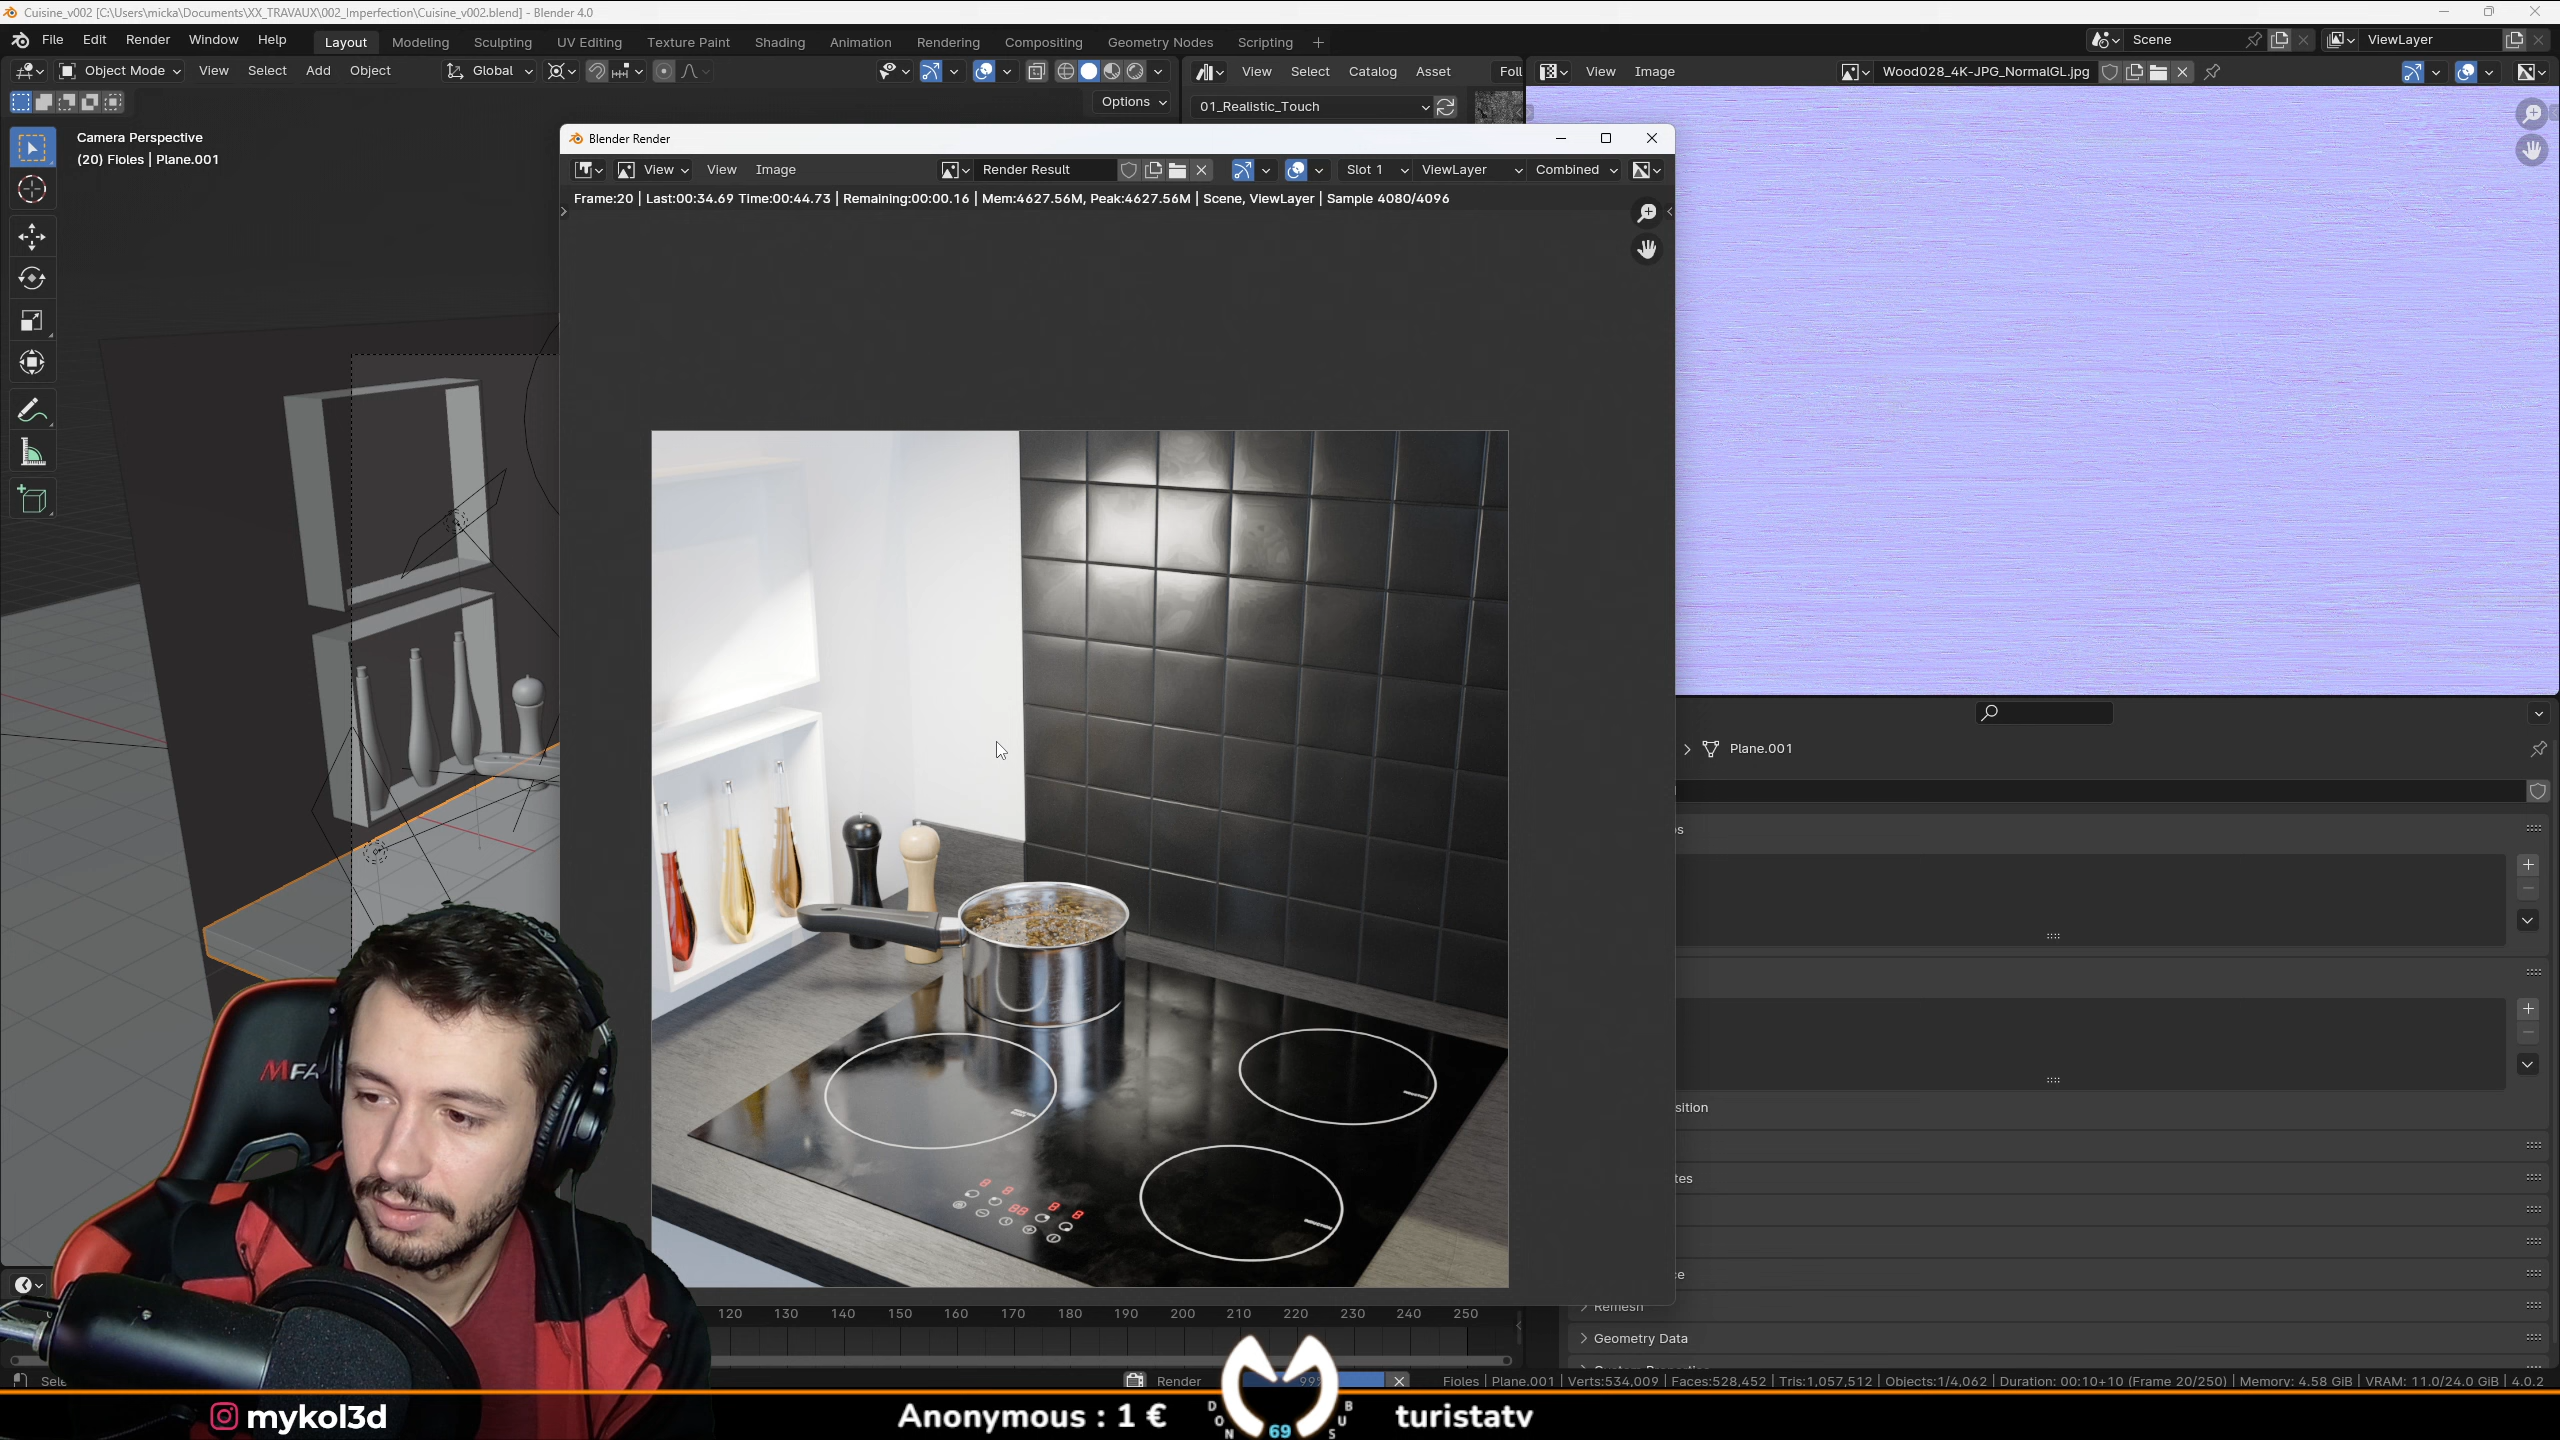 Cuisine_v002 [C:\Users\micka\Documents\XX_TRAVAUX\002_Imperfection\Cuisine_v002.blend] - Blender 4.0
File Edit Render Window Help Layout Modeling Sculpting UV Editing Texture Paint Shading Animation Rendering Compositing Geometry Nodes Scripting + Scene ViewLayer
Object Mode View Select Add Object Global View Select Catalog Asset Foll View Image Wood028_4K-JPG_NormalGL.jpg
Options 01_Realistic_Touch
Camera Perspective
(20) Fioles | Plane.001
Blender Render
View View Image Render Result Slot 1 ViewLayer Combined
Frame:20 | Last:00:34.69 Time:00:44.73 | Remaining:00:00.16 | Mem:4627.56M, Peak:4627.56M | Scene, ViewLayer | Sample 4080/4096
Plane.001
sition
tes
ce
Remesh
Geometry Data
Custom Properties
120 130 140 150 160 170 180 190 200 210 220 230 240 250
Sele
Render 99%
Fioles | Plane.001 | Verts:534,009 | Faces:528,452 | Tris:1,057,512 | Objects:1/4,062 | Duration: 00:10+10 (Frame 20/250) | Memory: 4.58 GiB | VRAM: 11.0/24.0 GiB | 4.0.2
mykol3d
Anonymous : 1 €
DON 69 BUS
turistatv